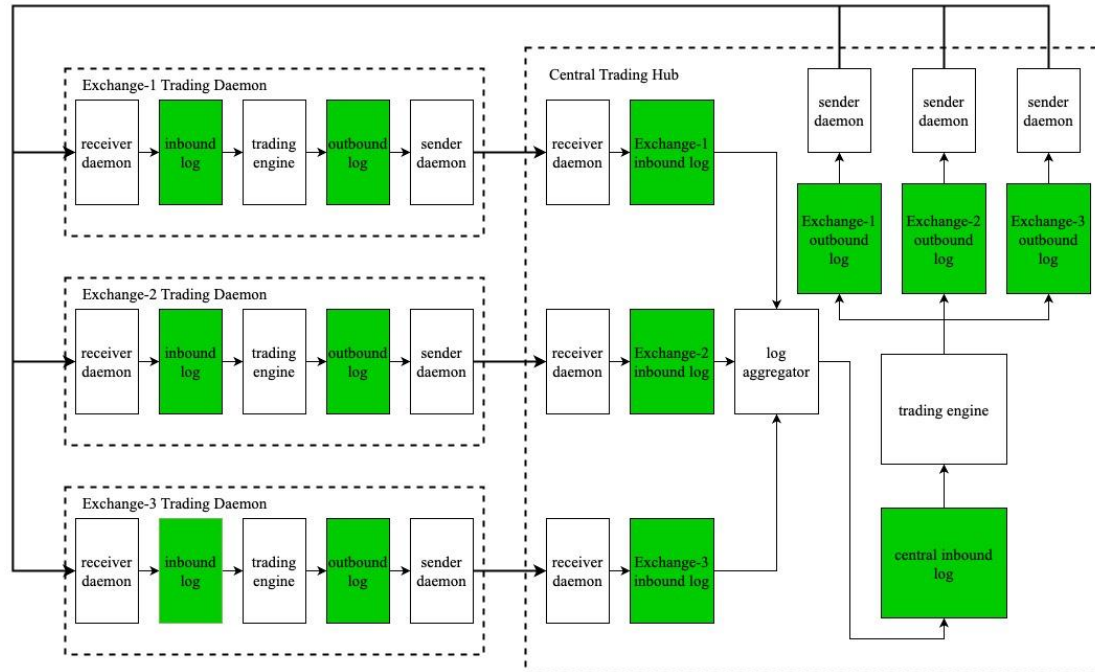 Exchange-1 Trading Daemon
receiver
daemon
inbound
log
trading
engine
outbound
log
sender
daemon
Central Trading Hub
receiver
daemon
Exchange-1
inbound log
sender
daemon
sender
daemon
sender
daemon
Exchange-1
outbound
log
Exchange-2
outbound
log
Exchange-3
outbound
log
Exchange-2 Trading Daemon
receiver
daemon
inbound
log
trading
engine
outbound
log
sender
daemon
receiver
daemon
Exchange-2
inbound log
log
aggregator
trading engine
Exchange-3 Trading Daemon
receiver
daemon
inbound
log
trading
engine
outbound
log
sender
daemon
receiver
daemon
Exchange-3
inbound log
central inbound
log